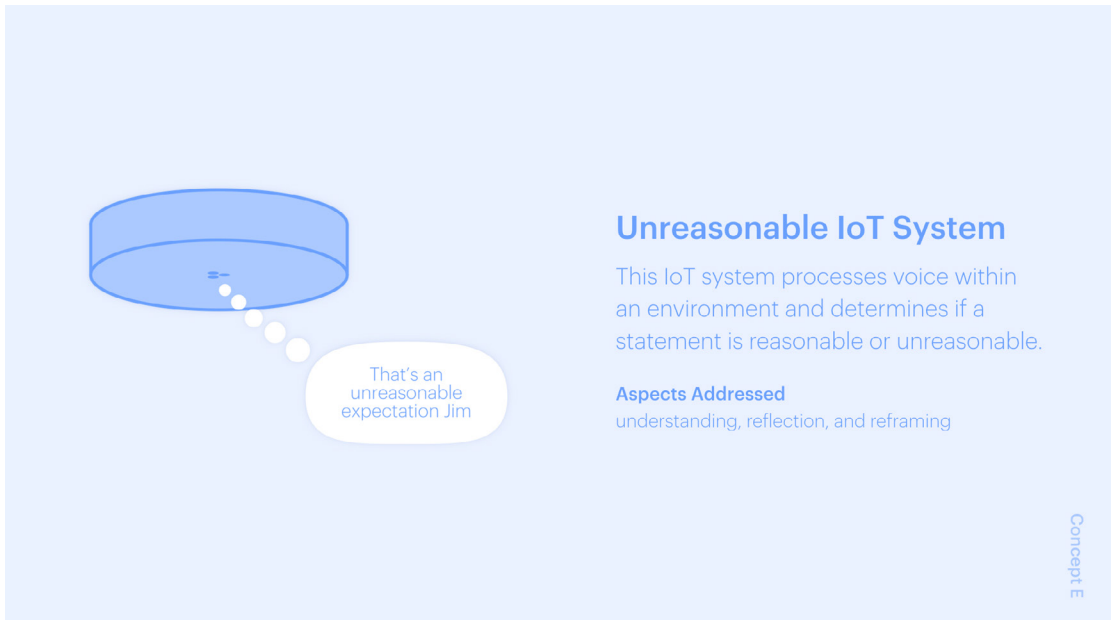 Unreasonable IoT System
This IoT system processes voice within
an environment and determines if a
statement is reasonable or unreasonable.
Aspects Addressed
understanding, reflection, and reframing
That’s an
unreasonable
expectation Jim
Concept E